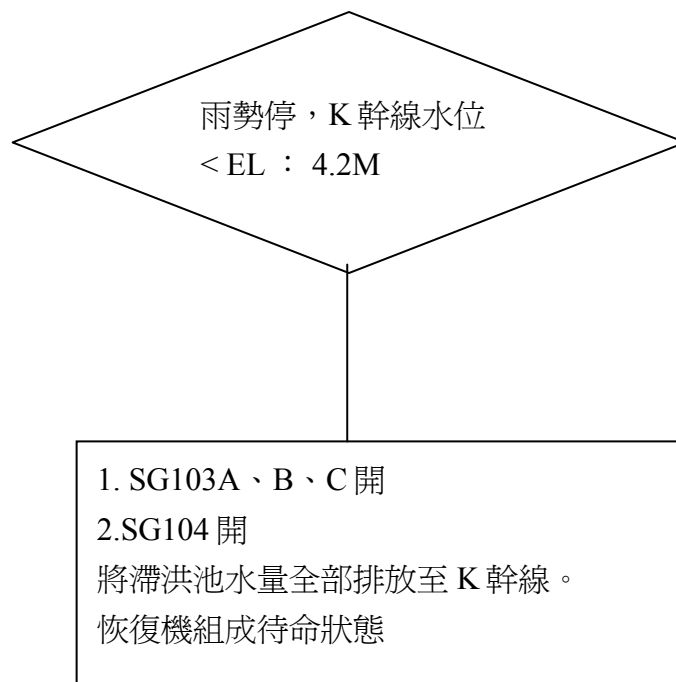 雨勢停，K 幹線水位
< EL ： 4.2M
1. SG103A、B、C 開
2.SG104 開
將滯洪池水量全部排放至 K 幹線。
恢復機組成待命狀態